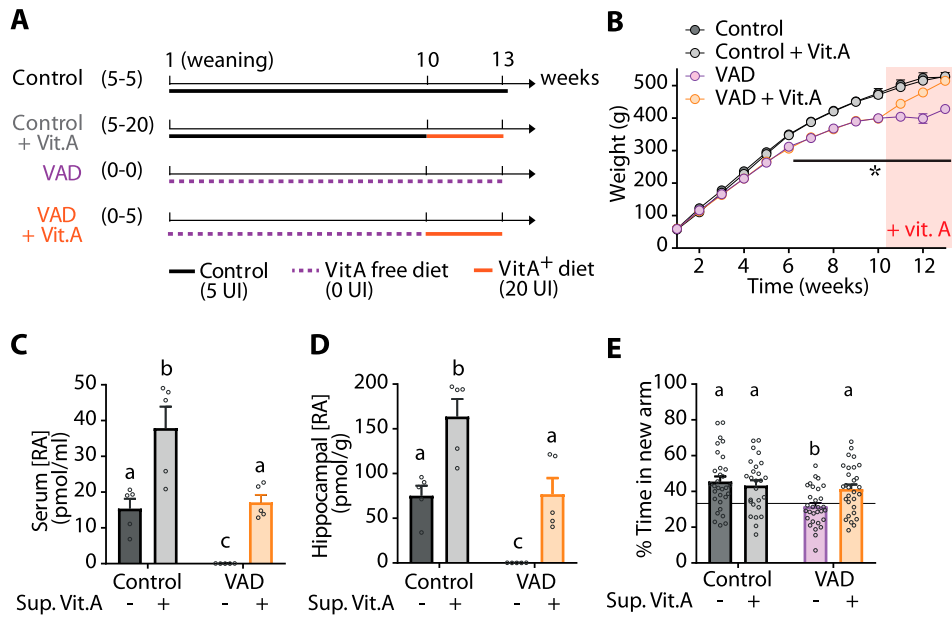 A
1 (weaning) 10 13
Control (5-5) weeks
Control (5-20)
+ Vit.A
VAD (0-0)
VAD (0-5)
+ Vit.A
Control
(5 UI)
VitA free diet
(0 UI)
VitA+ diet
(20 UI)
B
Control
Control + Vit.A
VAD
VAD + Vit.A
Weight (g)
500
400
300
200
100
0
*
+ vit. A
2 4 6 8 10 12
Time (weeks)
C
Serum [RA]
(pmol/ml)
50
40
30
20
10
0
a b c a
Control VAD
Sup. Vit.A - + - +
D
Hippocampal [RA]
(pmol/g)
200
150
100
50
0
a b c a
Control VAD
Sup. Vit.A - + - +
E
% Time in new arm
100
80
60
40
20
0
a a b a
Control VAD
Sup. Vit.A - + - +